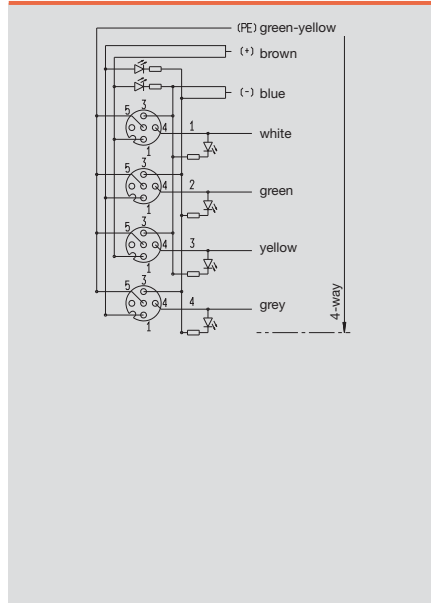 (PE) green-yellow
(+) brown
(-) blue
5 3 4 1
1 white
5 3 4 1
2 green
5 3 4 1
3 yellow
5 3 4 1
4 grey
4-way